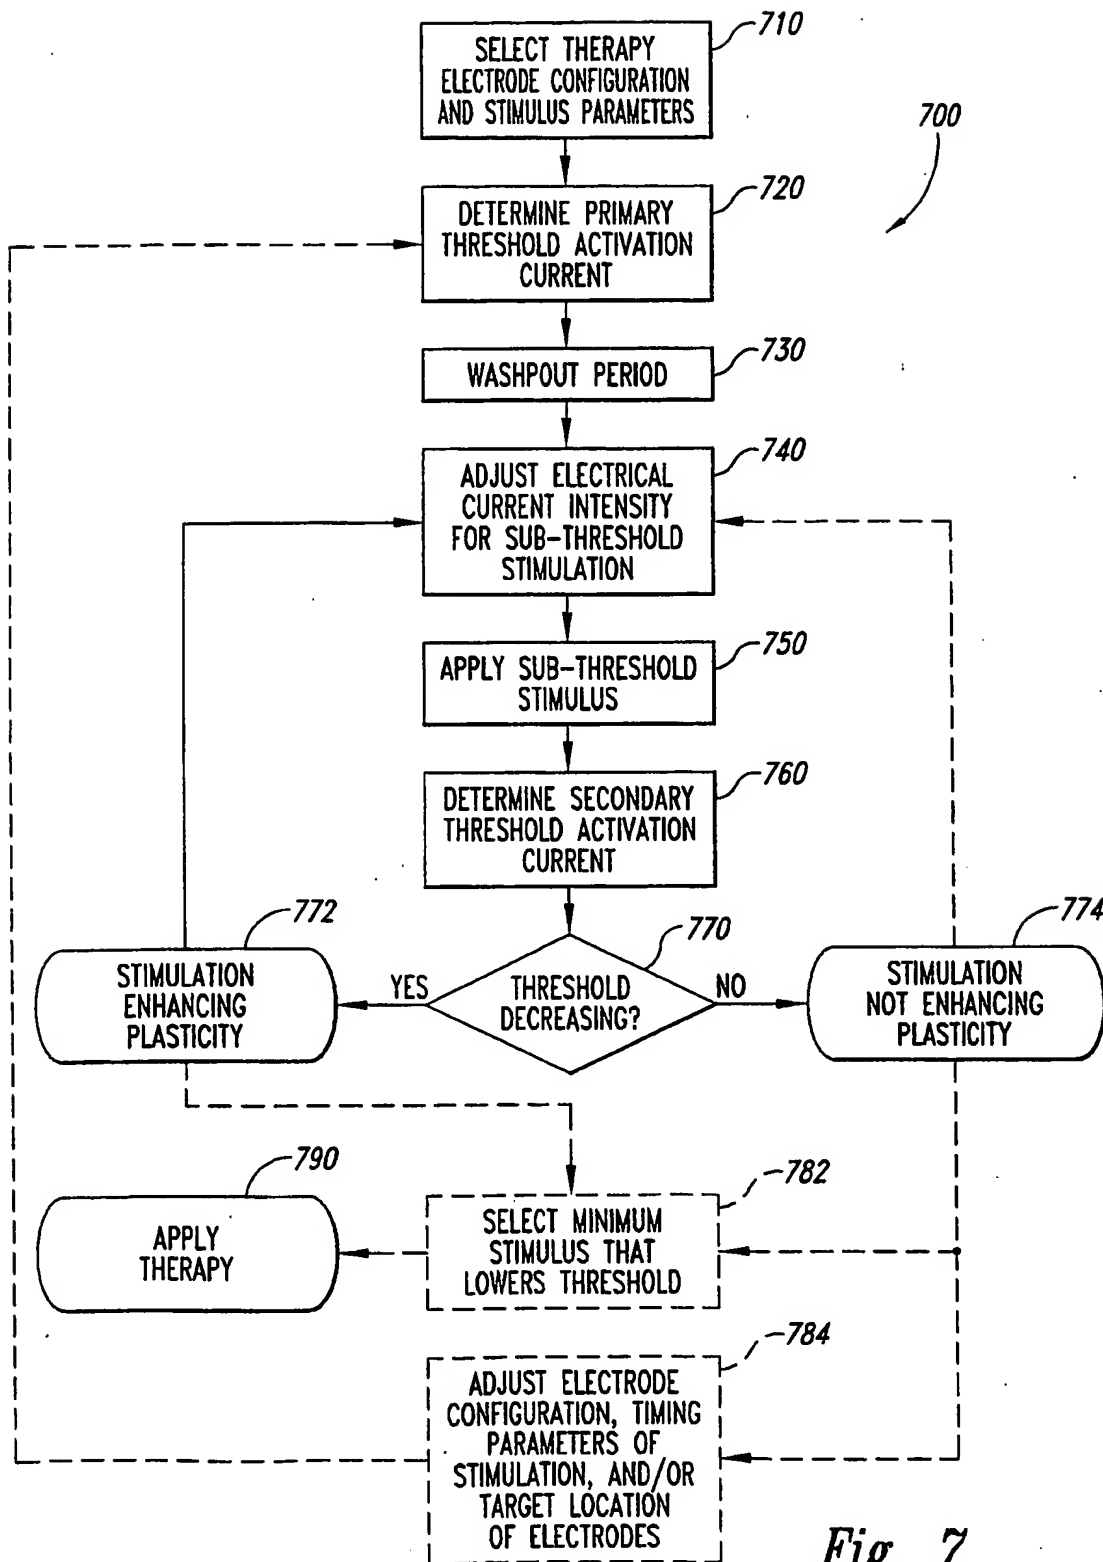 710
SELECT THERAPY
ELECTRODE CONFIGURATION
AND STIMULUS PARAMETERS
700
720
DETERMINE PRIMARY
THRESHOLD ACTIVATION
CURRENT
730
WASHPOUT PERIOD
740
ADJUST ELECTRICAL
CURRENT INTENSITY
FOR SUB-THRESHOLD
STIMULATION
750
APPLY SUB-THRESHOLD
STIMULUS
760
DETERMINE SECONDARY
THRESHOLD ACTIVATION
CURRENT
772
STIMULATION
ENHANCING
PLASTICITY
YES
770
THRESHOLD
DECREASING?
NO
774
STIMULATION
NOT ENHANCING
PLASTICITY
790
APPLY
THERAPY
782
SELECT MINIMUM
STIMULUS THAT
LOWERS THRESHOLD
784
ADJUST ELECTRODE
CONFIGURATION, TIMING
PARAMETERS OF
STIMULATION, AND/OR
TARGET LOCATION
OF ELECTRODES
Fig. 7